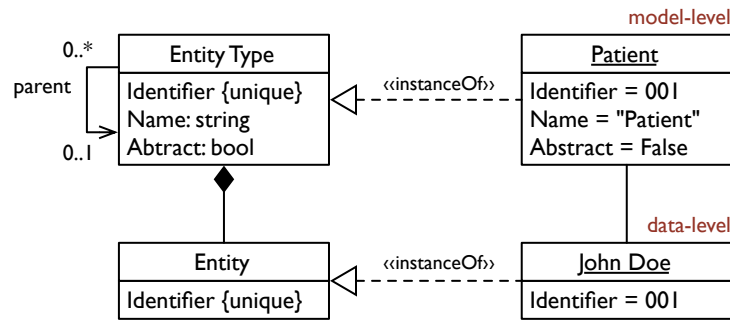 model-level
0..*
Entity Type
Patient
parent
Identifier {unique}
Name: string
Abtract: bool
‹‹instanceOf››
Identifier = 001
Name = "Patient"
Abstract = False
0..1
data-level
Entity
‹‹instanceOf››
John Doe
Identifier {unique}
Identifier = 001